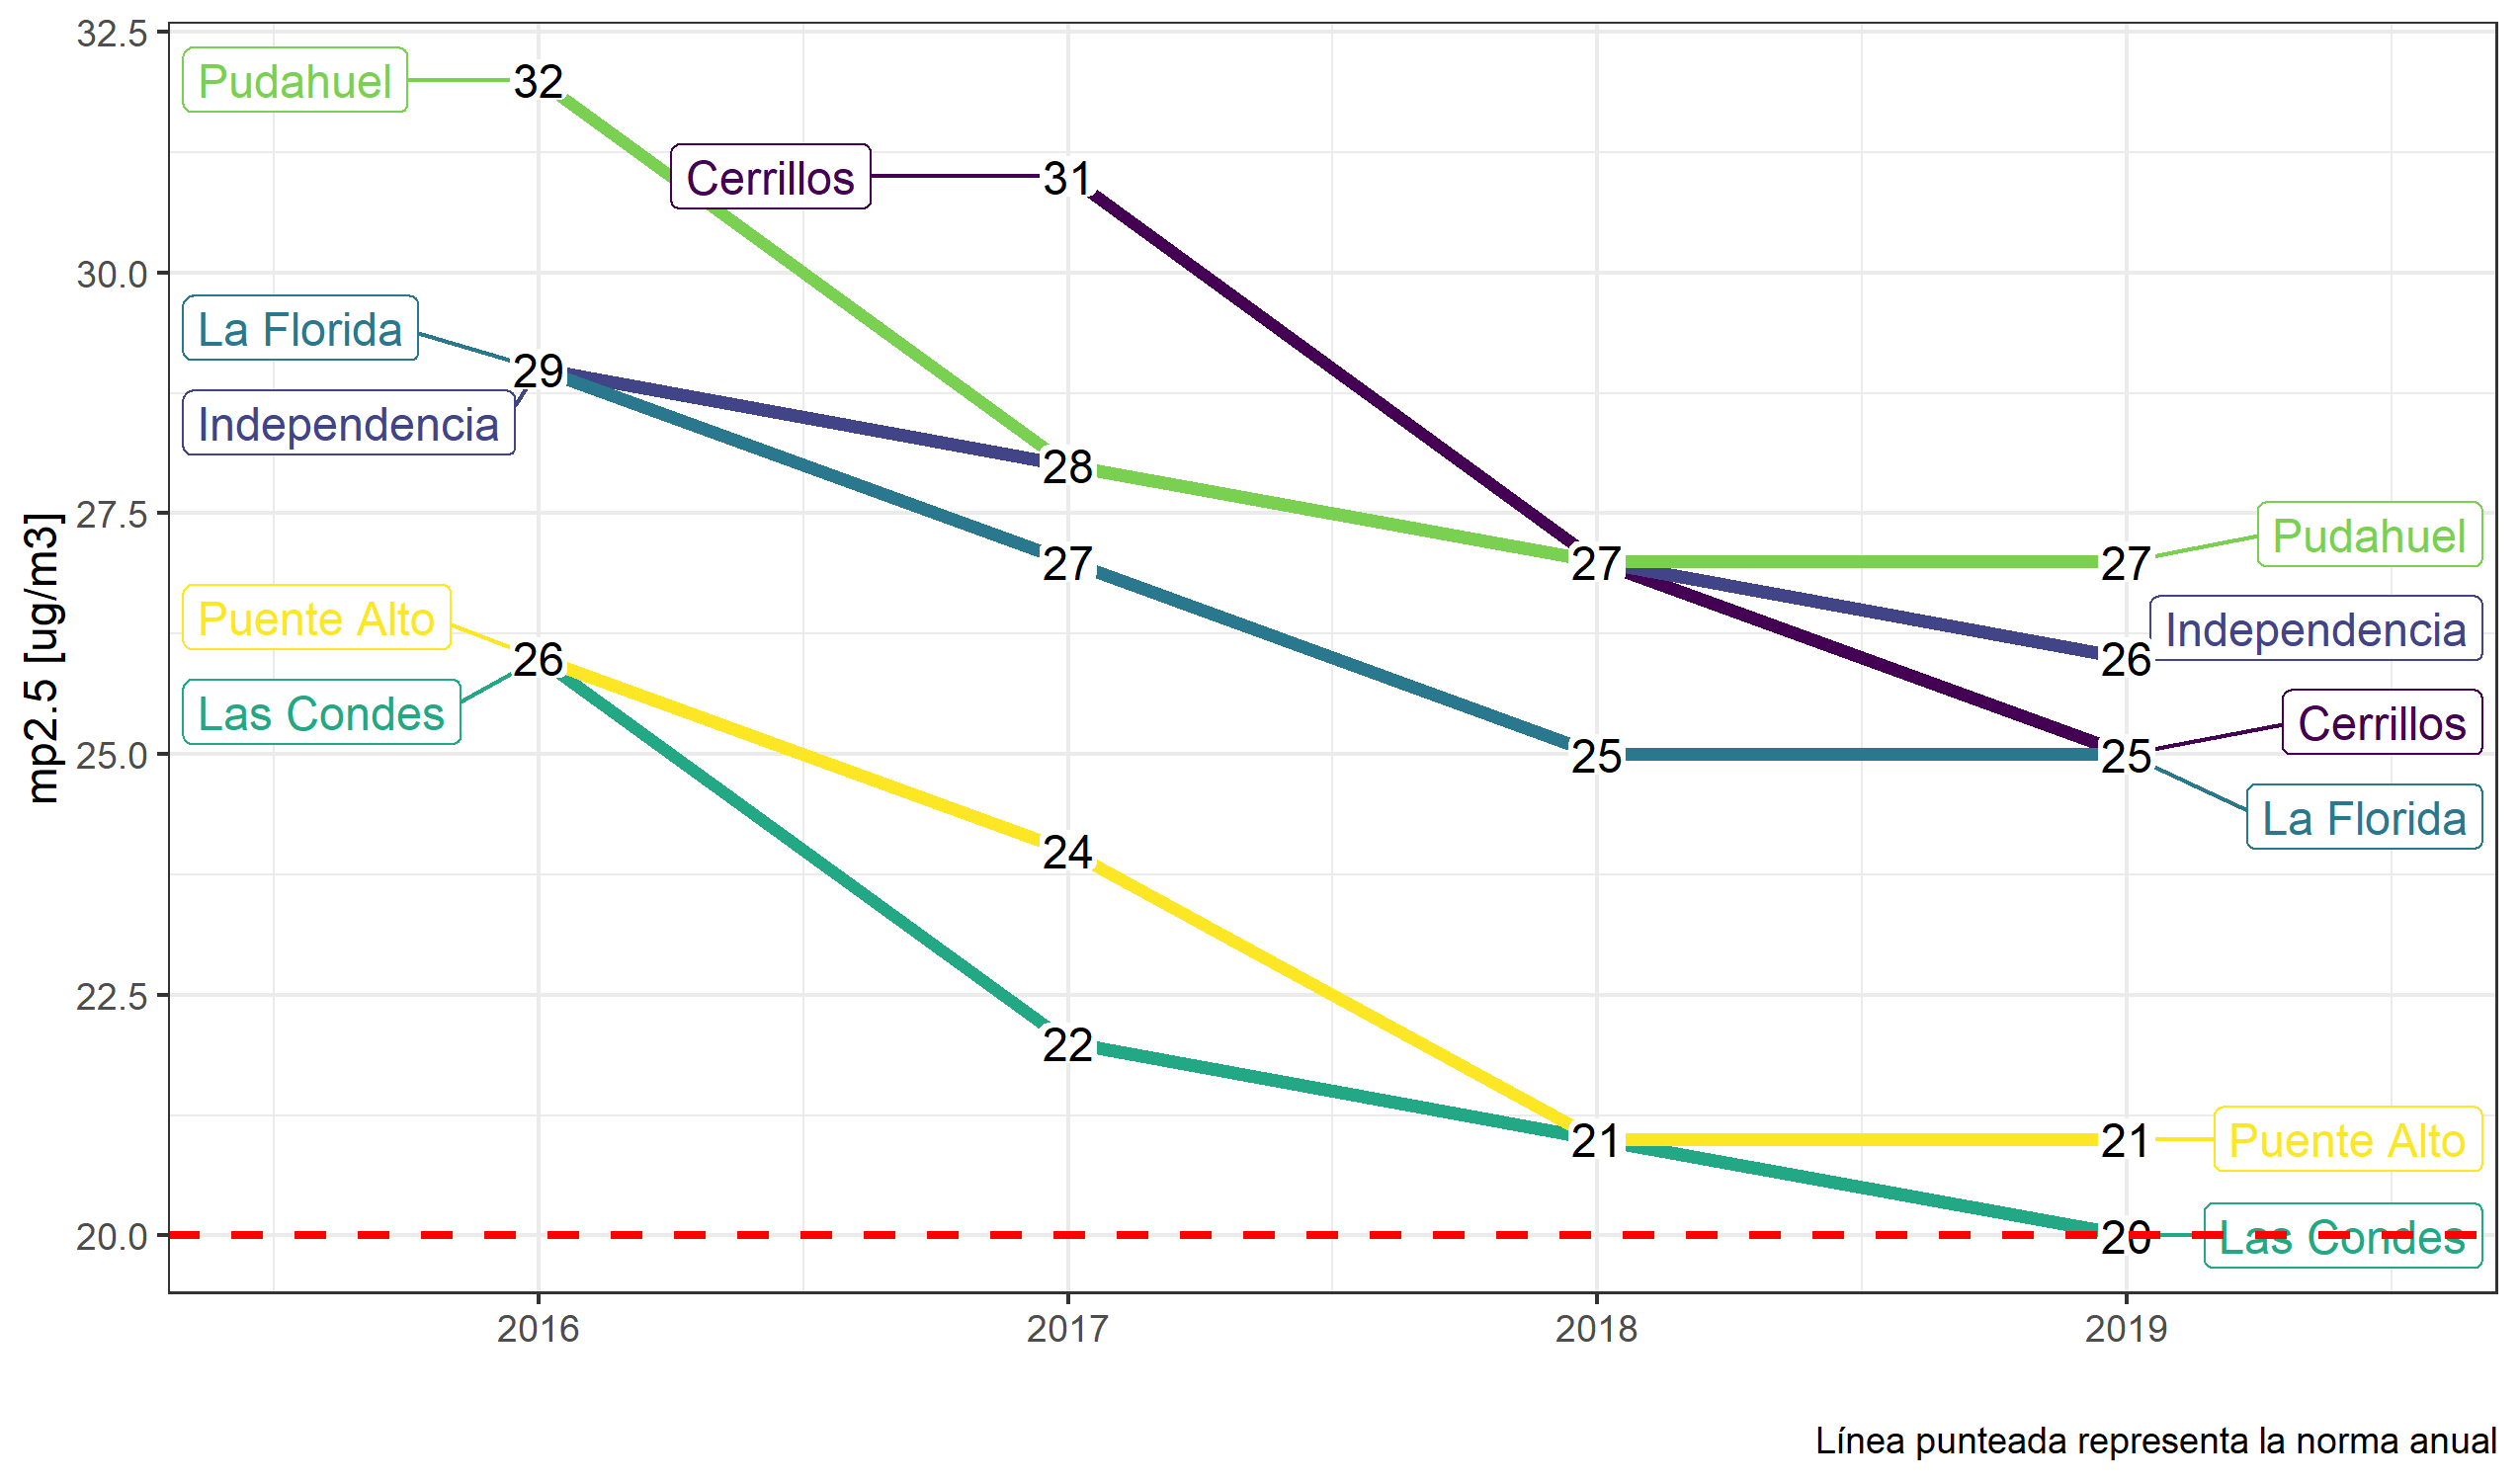 32.5
Pudahuel 32
Cerrillos 31
30.0
La Florida
29
Independencia
28
27.5
27 27 27 Pudahuel
Puente Alto
Independencia
26 26
Las Condes
Cerrillos
25.0
25 25
La Florida
24
22.5
22
21 21 Puente Alto
20.0
20 Las Condes
mp2.5 [ug/m3]
2016 2017 2018 2019
Línea punteada representa la norma anual